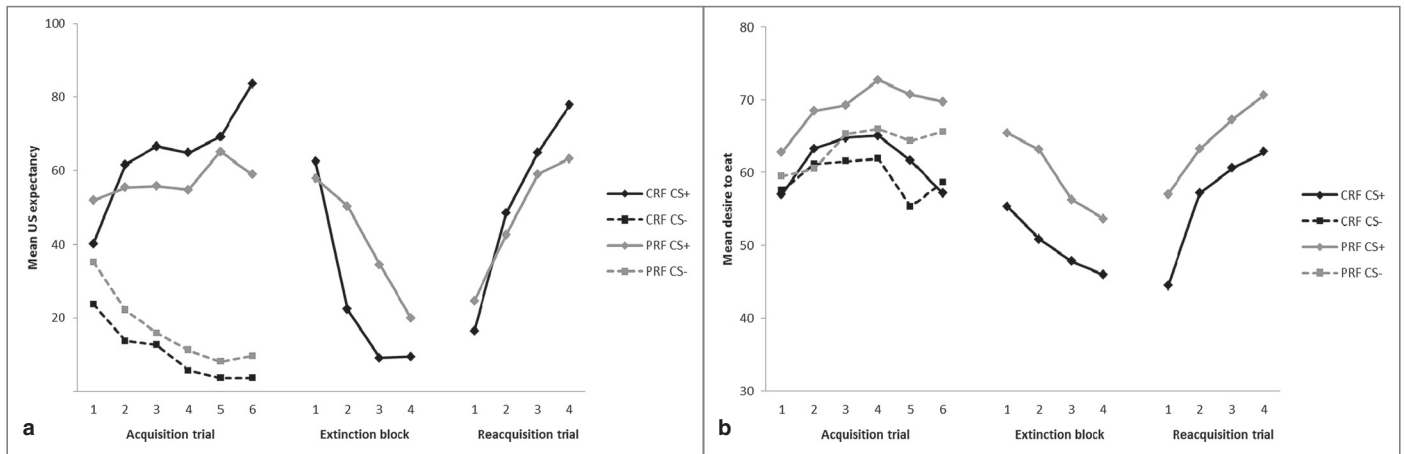 100
80
60
40
20
Mean US expectancy
CRF CS+
CRF CS-
PRF CS+
PRF CS-
1 2 3 4 5 6 1 2 3 4 1 2 3 4
a Acquisition trial Extinction block Reacquisition trial
80
70
60
50
40
30
Mean desire to eat
CRF CS+
CRF CS-
PRF CS+
PRF CS-
1 2 3 4 5 6 1 2 3 4 1 2 3 4
b Acquisition trial Extinction block Reacquisition trial